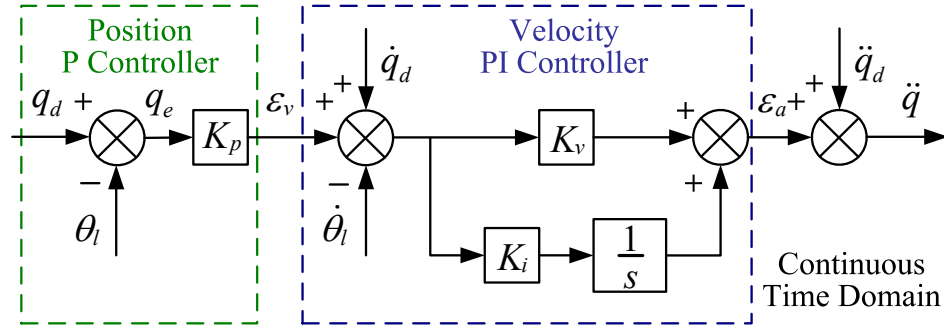 Position
P Controller
Velocity
PI Controller
q_d + q_e K_p ε_v + + q̇_d K_v + ε_a + + q̈_d q̈
− θ_l − θ̇_l K_i 1/s +
Continuous
Time Domain